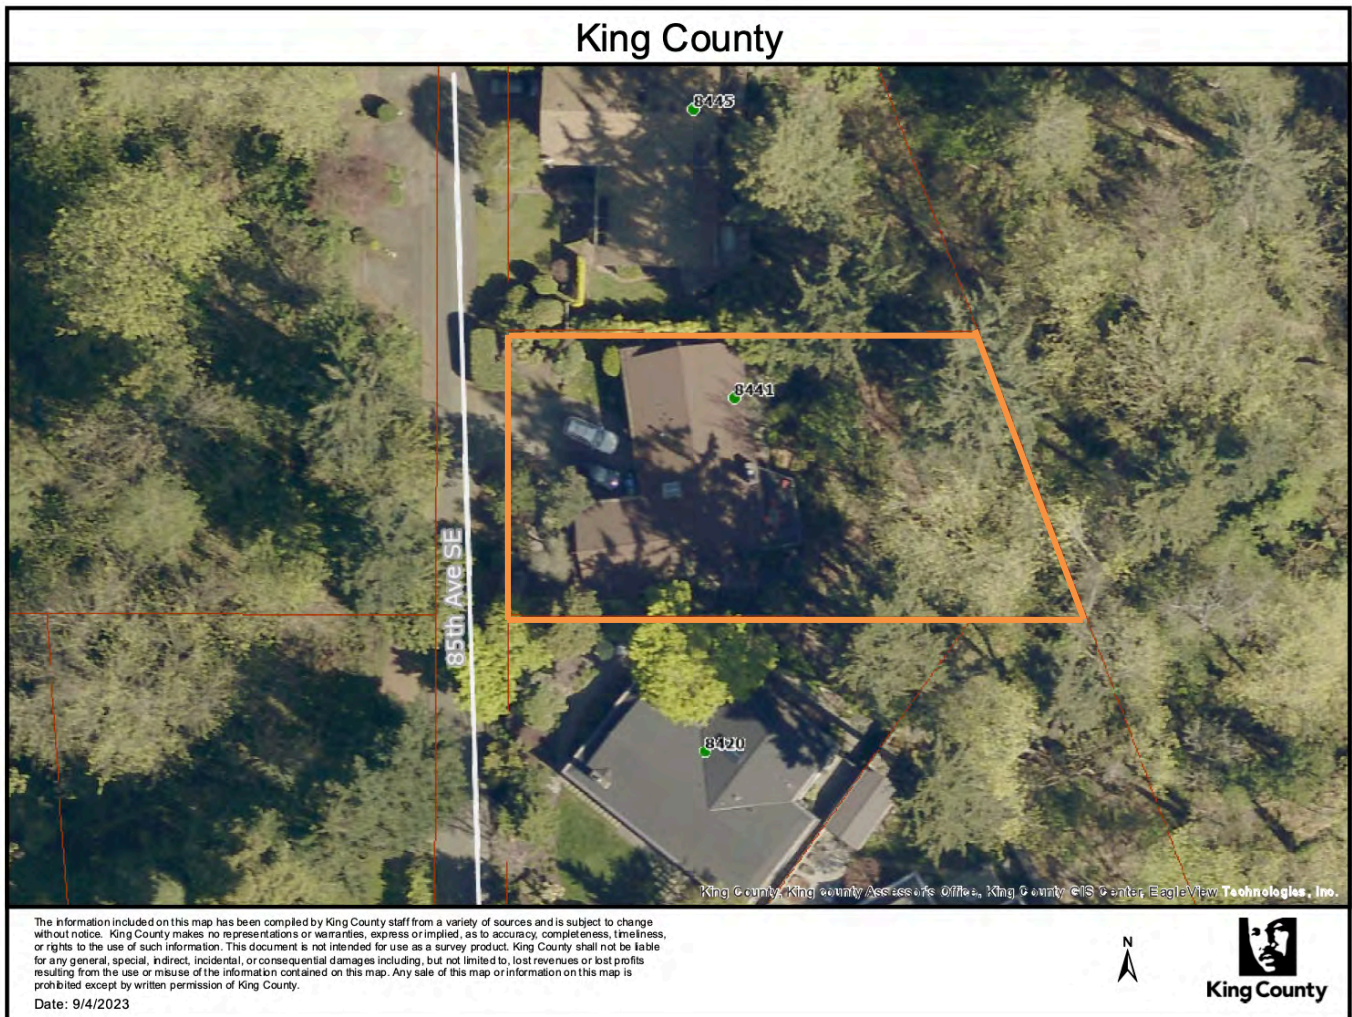 King County
8445
8441
85th Ave SE
8420
King County, King county Assessor's Office, King County GIS Center, EagleView Technologies, Inc.
The information included on this map has been compiled by King County staff from a variety of sources and is subject to change
without notice. King County makes no representations or warranties, express or implied, as to accuracy, completeness, timeliness,
or rights to the use of such information. This document is not intended for use as a survey product. King County shall not be liable
for any general, special, indirect, incidental, or consequential damages including, but not limited to, lost revenues or lost profits
resulting from the use or misuse of the information contained on this map. Any sale of this map or information on this map is
prohibited except by written permission of King County.
Date: 9/4/2023
N
King County